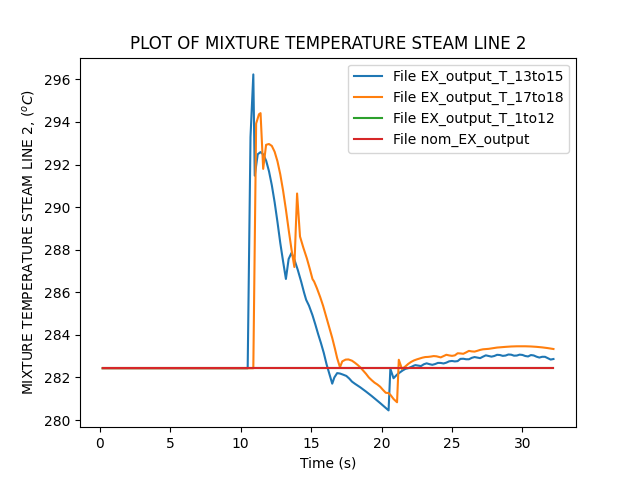 PLOT OF MIXTURE TEMPERATURE STEAM LINE 2
MIXTURE TEMPERATURE STEAM LINE 2, (°C)
296
294
292
290
288
286
284
282
280
File EX_output_T_13to15
File EX_output_T_17to18
File EX_output_T_1to12
File nom_EX_output
0 5 10 15 20 25 30
Time (s)